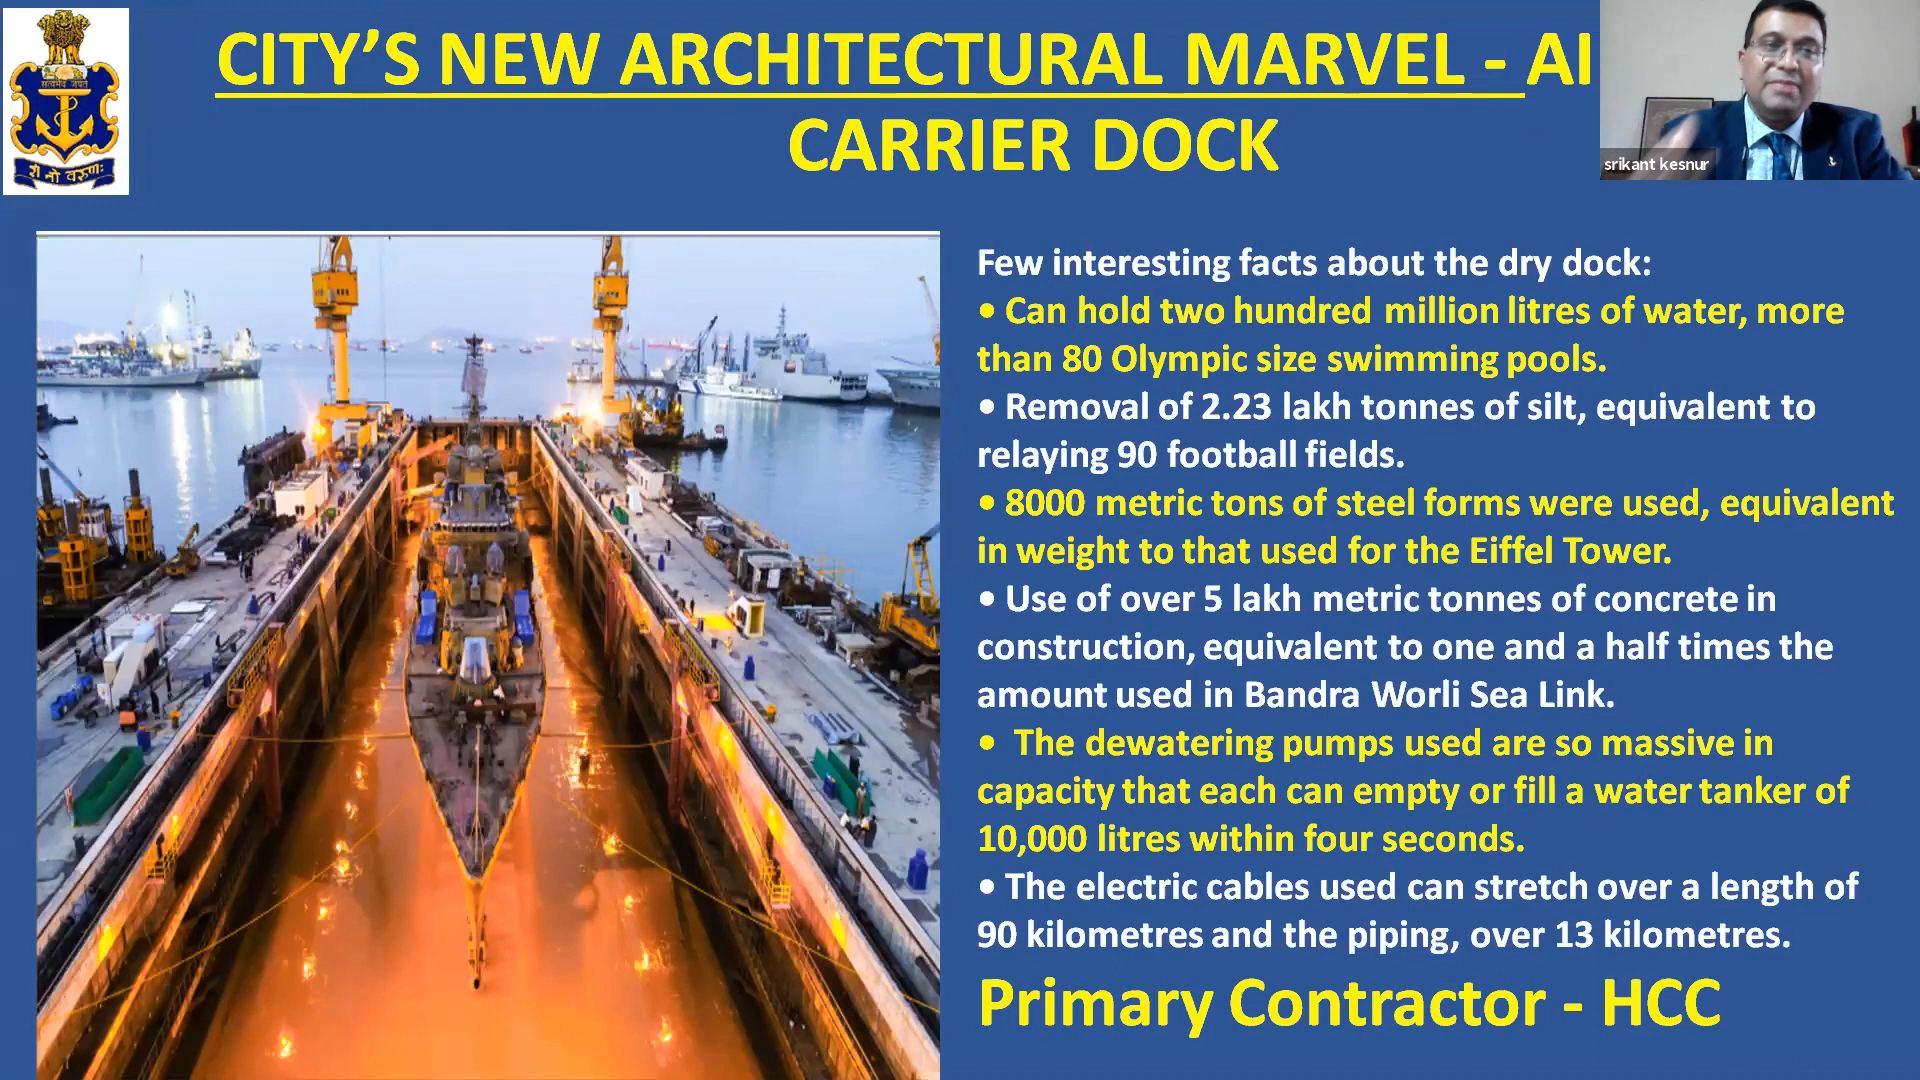 CITY'S NEW ARCHITECTURAL MARVEL - AI
CARRIER DOCK
सत्यमेव जयते
शं नो वरुणः
srikant kesnur
Few interesting facts about the dry dock:
• Can hold two hundred million litres of water, more
than 80 Olympic size swimming pools.
• Removal of 2.23 lakh tonnes of silt, equivalent to
relaying 90 football fields.
• 8000 metric tons of steel forms were used, equivalent
in weight to that used for the Eiffel Tower.
• Use of over 5 lakh metric tonnes of concrete in
construction, equivalent to one and a half times the
amount used in Bandra Worli Sea Link.
• The dewatering pumps used are so massive in
capacity that each can empty or fill a water tanker of
10,000 litres within four seconds.
• The electric cables used can stretch over a length of
90 kilometres and the piping, over 13 kilometres.
Primary Contractor - HCC